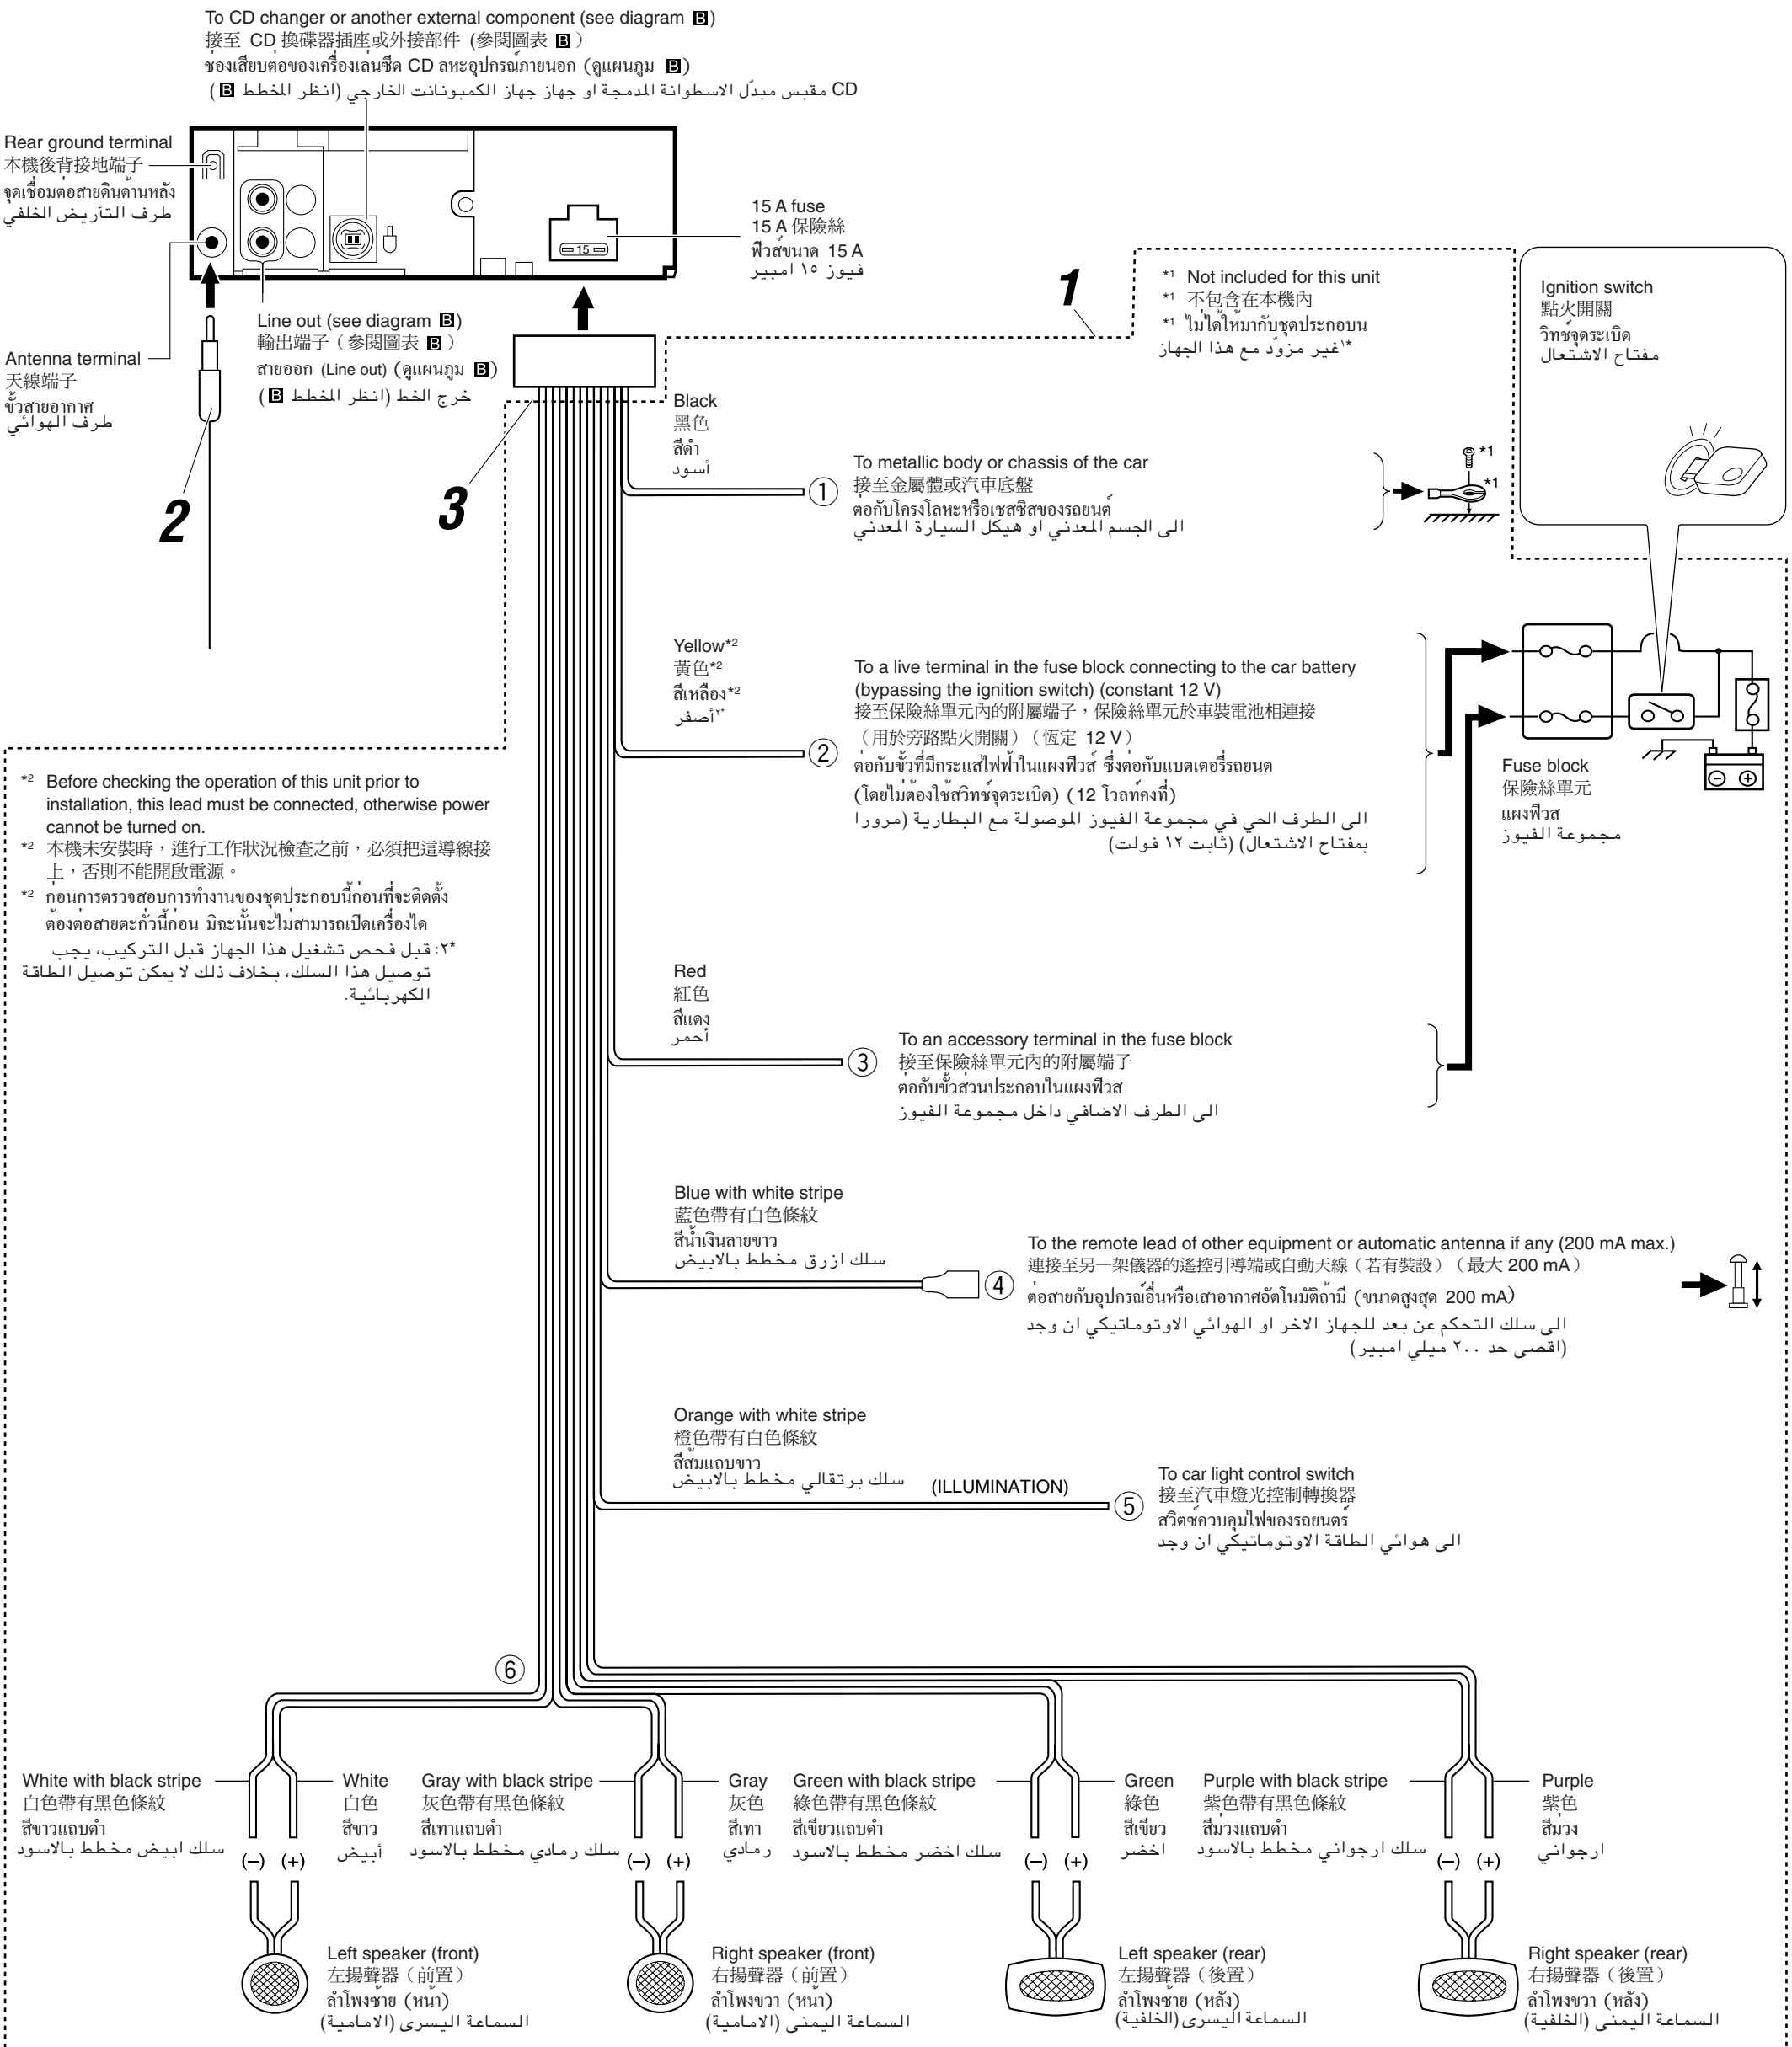 To CD changer or another external component (see diagram B)
接至 CD 換碟器插座或外接部件 (參閱圖表 B)
ช่องเสียบต่อของเครื่องเล่นซีด CD ลหะอุปกรณ์ภายนอก (ดูแผนภูม B)
CD مقبس مبدّل الاسطوانة المدمجة او جهاز جهاز الكمبونانت الخارجي (انظر المخطط B)
Rear ground terminal
本機後背接地端子
จุดเชื่อมต่อสายดินด้านหลัง
طرف التأريض الخلفي
15 A fuse
15 A 保險絲
ฟิวส์ขนาด 15 A
فيوز ١٥ امبير
15
Line out (see diagram B)
輸出端子（參閱圖表 B）
สายออก (Line out) (ดูแผนภูม B)
خرج الخط (انظر المخطط B)
Antenna terminal
天線端子
ขั้วสายอากาศ
طرف الهوائي
1
2
3
*1 Not included for this unit
*1 不包含在本機內
*1 ไม่ได้ให้มากับชุดประกอบน
*١ غير مزوّد مع هذا الجهاز
Ignition switch
點火開關
วิทช์จุดระเบิด
مفتاح الاشتعال
Black
黑色
สีดำ
أسود
①
To metallic body or chassis of the car
接至金屬體或汽車底盤
ต่อกับโครงโลหะหรือเชสซิสของรถยนต์
الى الجسم المعدني او هيكل السيارة المعدني
*1
*1
Yellow*2
黃色*2
สีเหลือง*2
أصفر*٢
②
To a live terminal in the fuse block connecting to the car battery
(bypassing the ignition switch) (constant 12 V)
接至保險絲單元內的附屬端子，保險絲單元於車裝電池相連接
（用於旁路點火開關）（恆定 12 V）
ต่อกับขั้วที่มีกระแสไฟฟ้าในแผงฟิวส์ ซึ่งต่อกับแบตเตอรี่รถยนต
(โดยไม่ต้องใช้สวิทช์จุดระเบิด) (12 โวลท์คงที่)
الى الطرف الحي في مجموعة الفيوز الموصولة مع البطارية (مرورا
بمفتاح الاشتعال) (ثابت ١٢ فولت)
Fuse block
保險絲單元
แผงฟิวส
مجموعة الفيوز
*2 Before checking the operation of this unit prior to
installation, this lead must be connected, otherwise power
cannot be turned on.
*2 本機未安裝時，進行工作狀況檢查之前，必須把這導線接
上，否則不能開啟電源。
*2 ก่อนการตรวจสอบการทำงานของชุดประกอบนี้ก่อนที่จะติดตั้ง
ต้องต่อสายตะกั่วนี้ก่อน มิฉะนั้นจะไม่สามารถเปิดเครื่องได
*٢: قبل فحص تشغيل هذا الجهاز قبل التركيب، يجب
توصيل هذا السلك، بخلاف ذلك لا يمكن توصيل الطاقة
الكهربائية.
Red
紅色
สีแดง
أحمر
③
To an accessory terminal in the fuse block
接至保險絲單元內的附屬端子
ต่อกับขั้วส่วนประกอบในแผงฟิวส
الى الطرف الاضافي داخل مجموعة الفيوز
Blue with white stripe
藍色帶有白色條紋
สีน้ำเงินลายขาว
سلك ازرق مخطط بالابيض
④
To the remote lead of other equipment or automatic antenna if any (200 mA max.)
連接至另一架儀器的遙控引導端或自動天線（若有裝設）（最大 200 mA）
ต่อสายกับอุปกรณ์อื่นหรือเสาอากาศอัตโนมัติถ้ามี (ขนาดสูงสุด 200 mA)
الى سلك التحكم عن بعد للجهاز الاخر او الهوائي الاوتوماتيكي ان وجد
(اقصى حد ٢٠٠ ميلي امبير)
Orange with white stripe
橙色帶有白色條紋
สีส้มแถบขาว
سلك برتقالي مخطط بالابيض
(ILLUMINATION)
⑤
To car light control switch
接至汽車燈光控制轉換器
สวิตช์ควบคุมไฟของรถยนตร์
الى هوائي الطاقة الاوتوماتيكي ان وجد
⑥
White with black stripe
白色帶有黑色條紋
สีขาวแถบดำ
سلك ابيض مخطط بالاسود
White
白色
สีขาว
أبيض
Gray with black stripe
灰色帶有黑色條紋
สีเทาแถบดำ
سلك رمادي مخطط بالاسود
Gray
灰色
สีเทา
رمادي
Green with black stripe
綠色帶有黑色條紋
สีเขียวแถบดำ
سلك اخضر مخطط بالاسود
Green
綠色
สีเขียว
اخضر
Purple with black stripe
紫色帶有黑色條紋
สีม่วงแถบดำ
سلك ارجواني مخطط بالاسود
Purple
紫色
สีม่วง
ارجواني
(–) (+)
(–) (+)
(–) (+)
(–) (+)
Left speaker (front)
左揚聲器（前置）
ลำโพงซ้าย (หน้า)
السماعة اليسرى (الامامية)
Right speaker (front)
右揚聲器（前置）
ลำโพงขวา (หน้า)
السماعة اليمنى (الامامية)
Left speaker (rear)
左揚聲器（後置）
ลำโพงซ้าย (หลัง)
السماعة اليسرى (الخلفية)
Right speaker (rear)
右揚聲器（後置）
ลำโพงขวา (หลัง)
السماعة اليمنى (الخلفية)